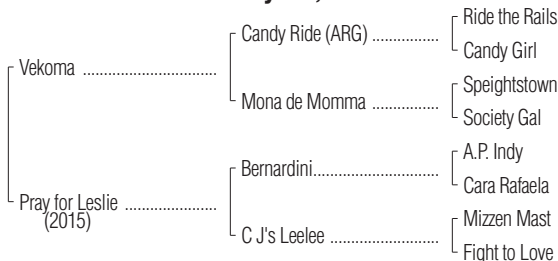 Ride the Rails
Candy Ride (ARG) ................
Candy Girl
Vekoma ...............................
Speightstown
Mona de Momma ................
Society Gal
A.P. Indy
Bernardini..............................
Cara Rafaela
Pray for Leslie .....................
(2015)
Mizzen Mast
C J's Leelee .........................
Fight to Love